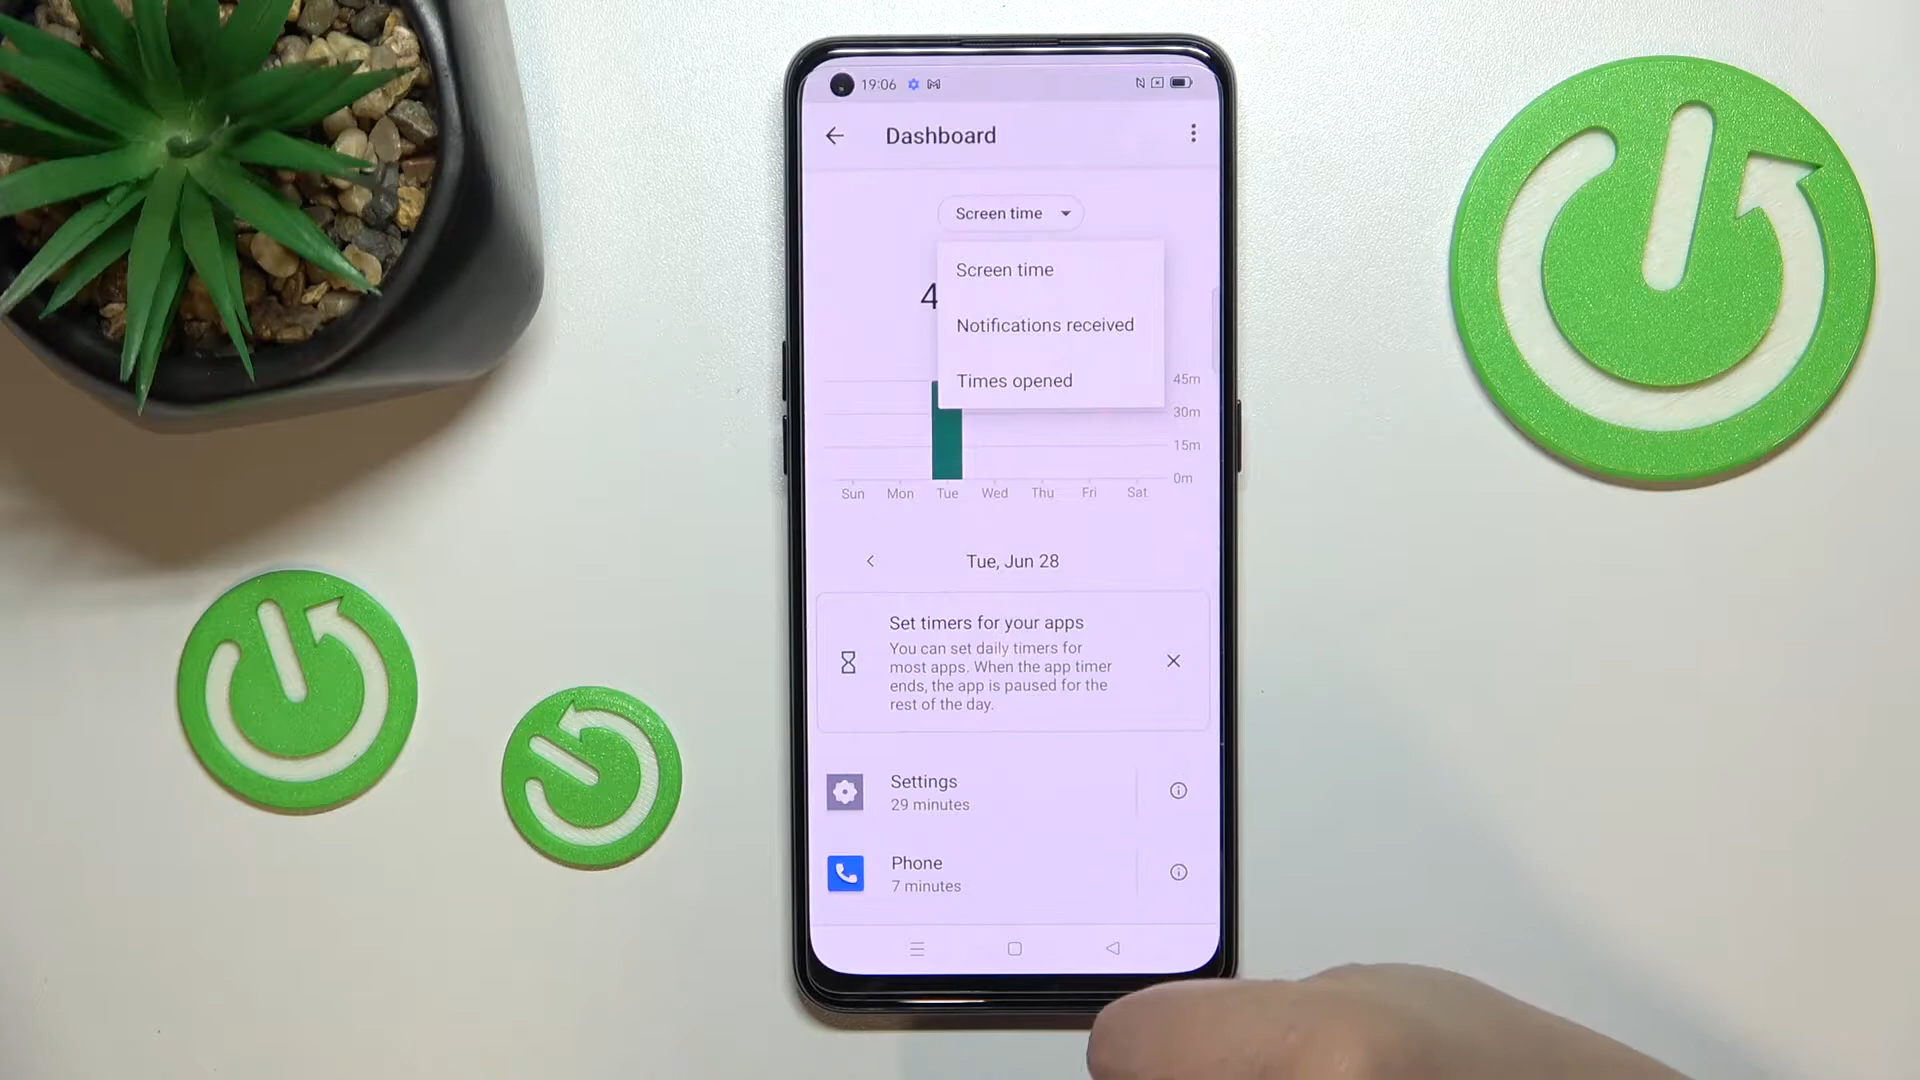 19:06
Dashboard
Screen time
Screen time
4
Notifications received
Times opened
45m
30m
15m
0m
Sun Mon Tue Wed Thu Fri Sat
Tue, Jun 28
Set timers for your apps
You can set daily timers for
most apps. When the app timer
ends, the app is paused for the
rest of the day.
Settings
29 minutes
Phone
7 minutes